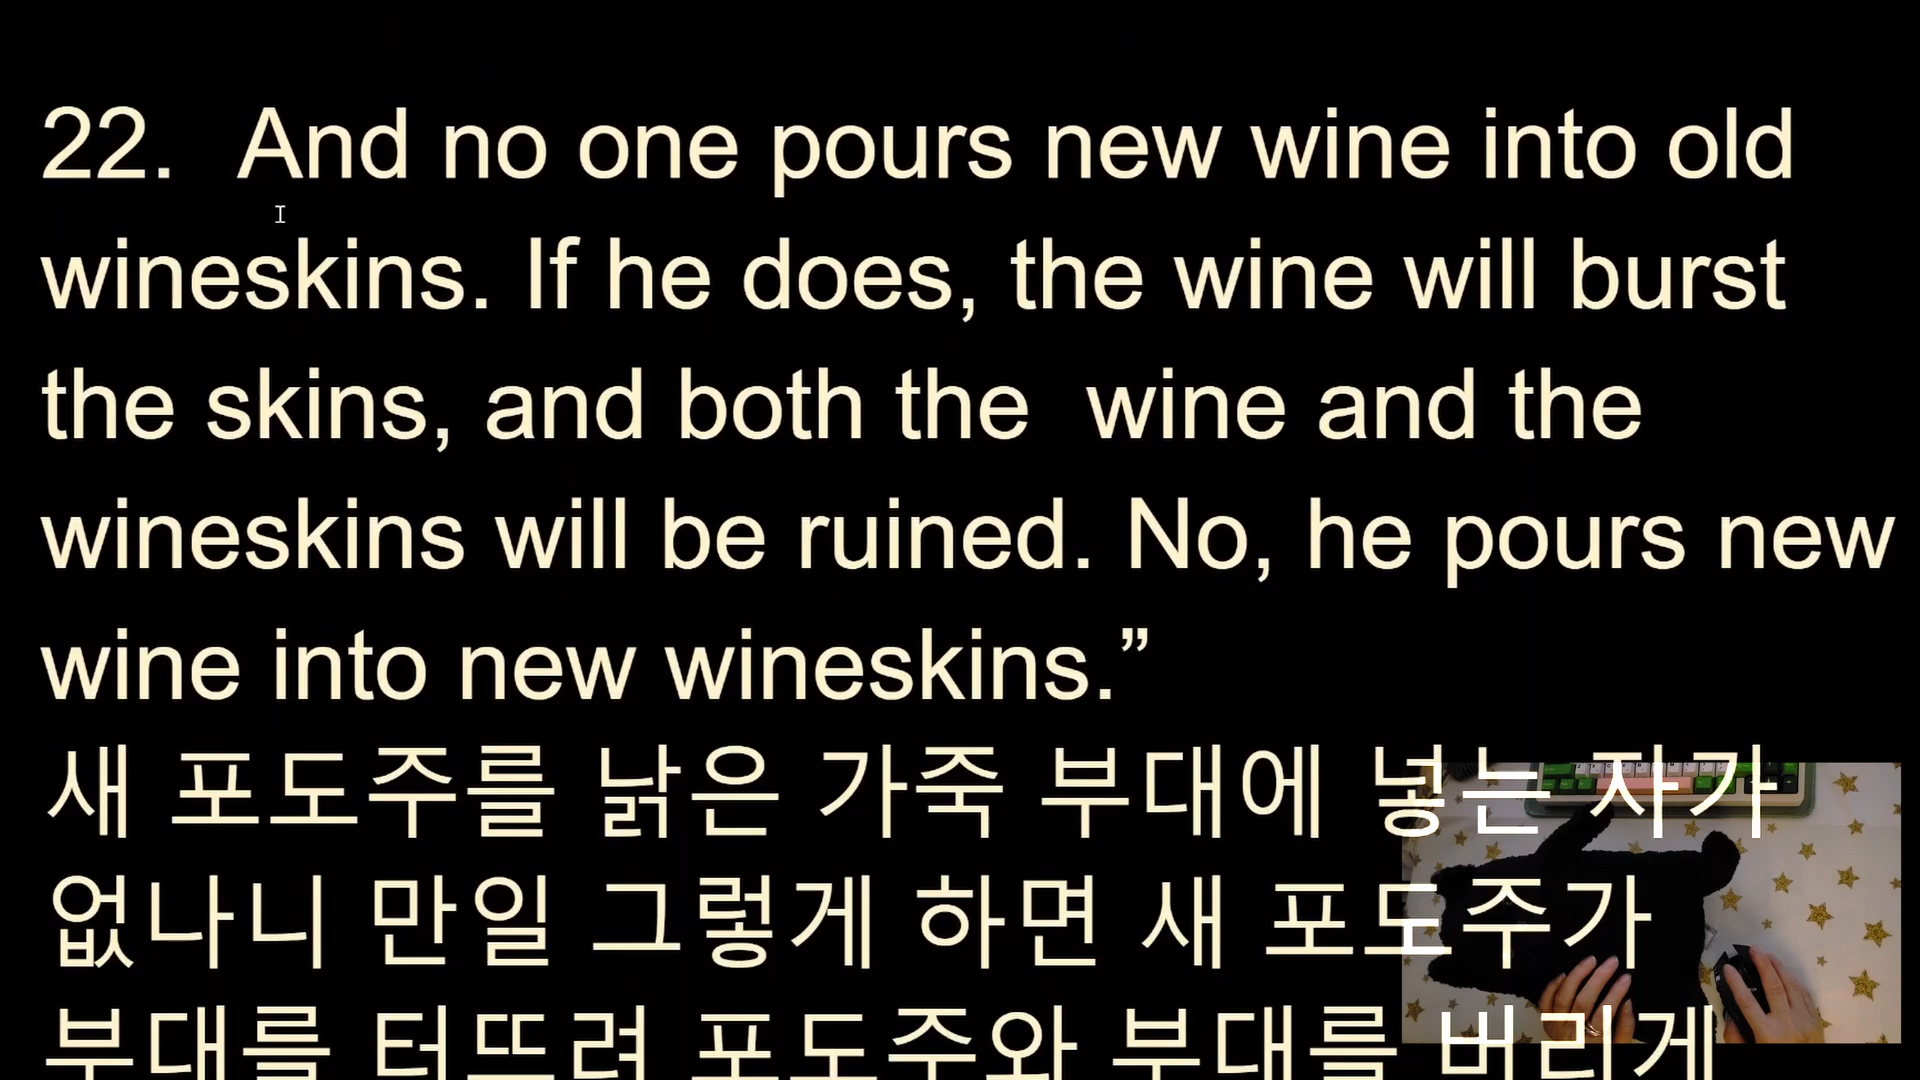 22.  And no one pours new wine into old
wineskins. If he does, the wine will burst
the skins, and both the  wine and the
wineskins will be ruined. No, he pours new
wine into new wineskins.”
새 포도주를 낡은 가죽 부대에 넣는 자가
없나니 만일 그렇게 하면 새 포도주가
부대를 터뜨려 포도주와 부대를 버리게